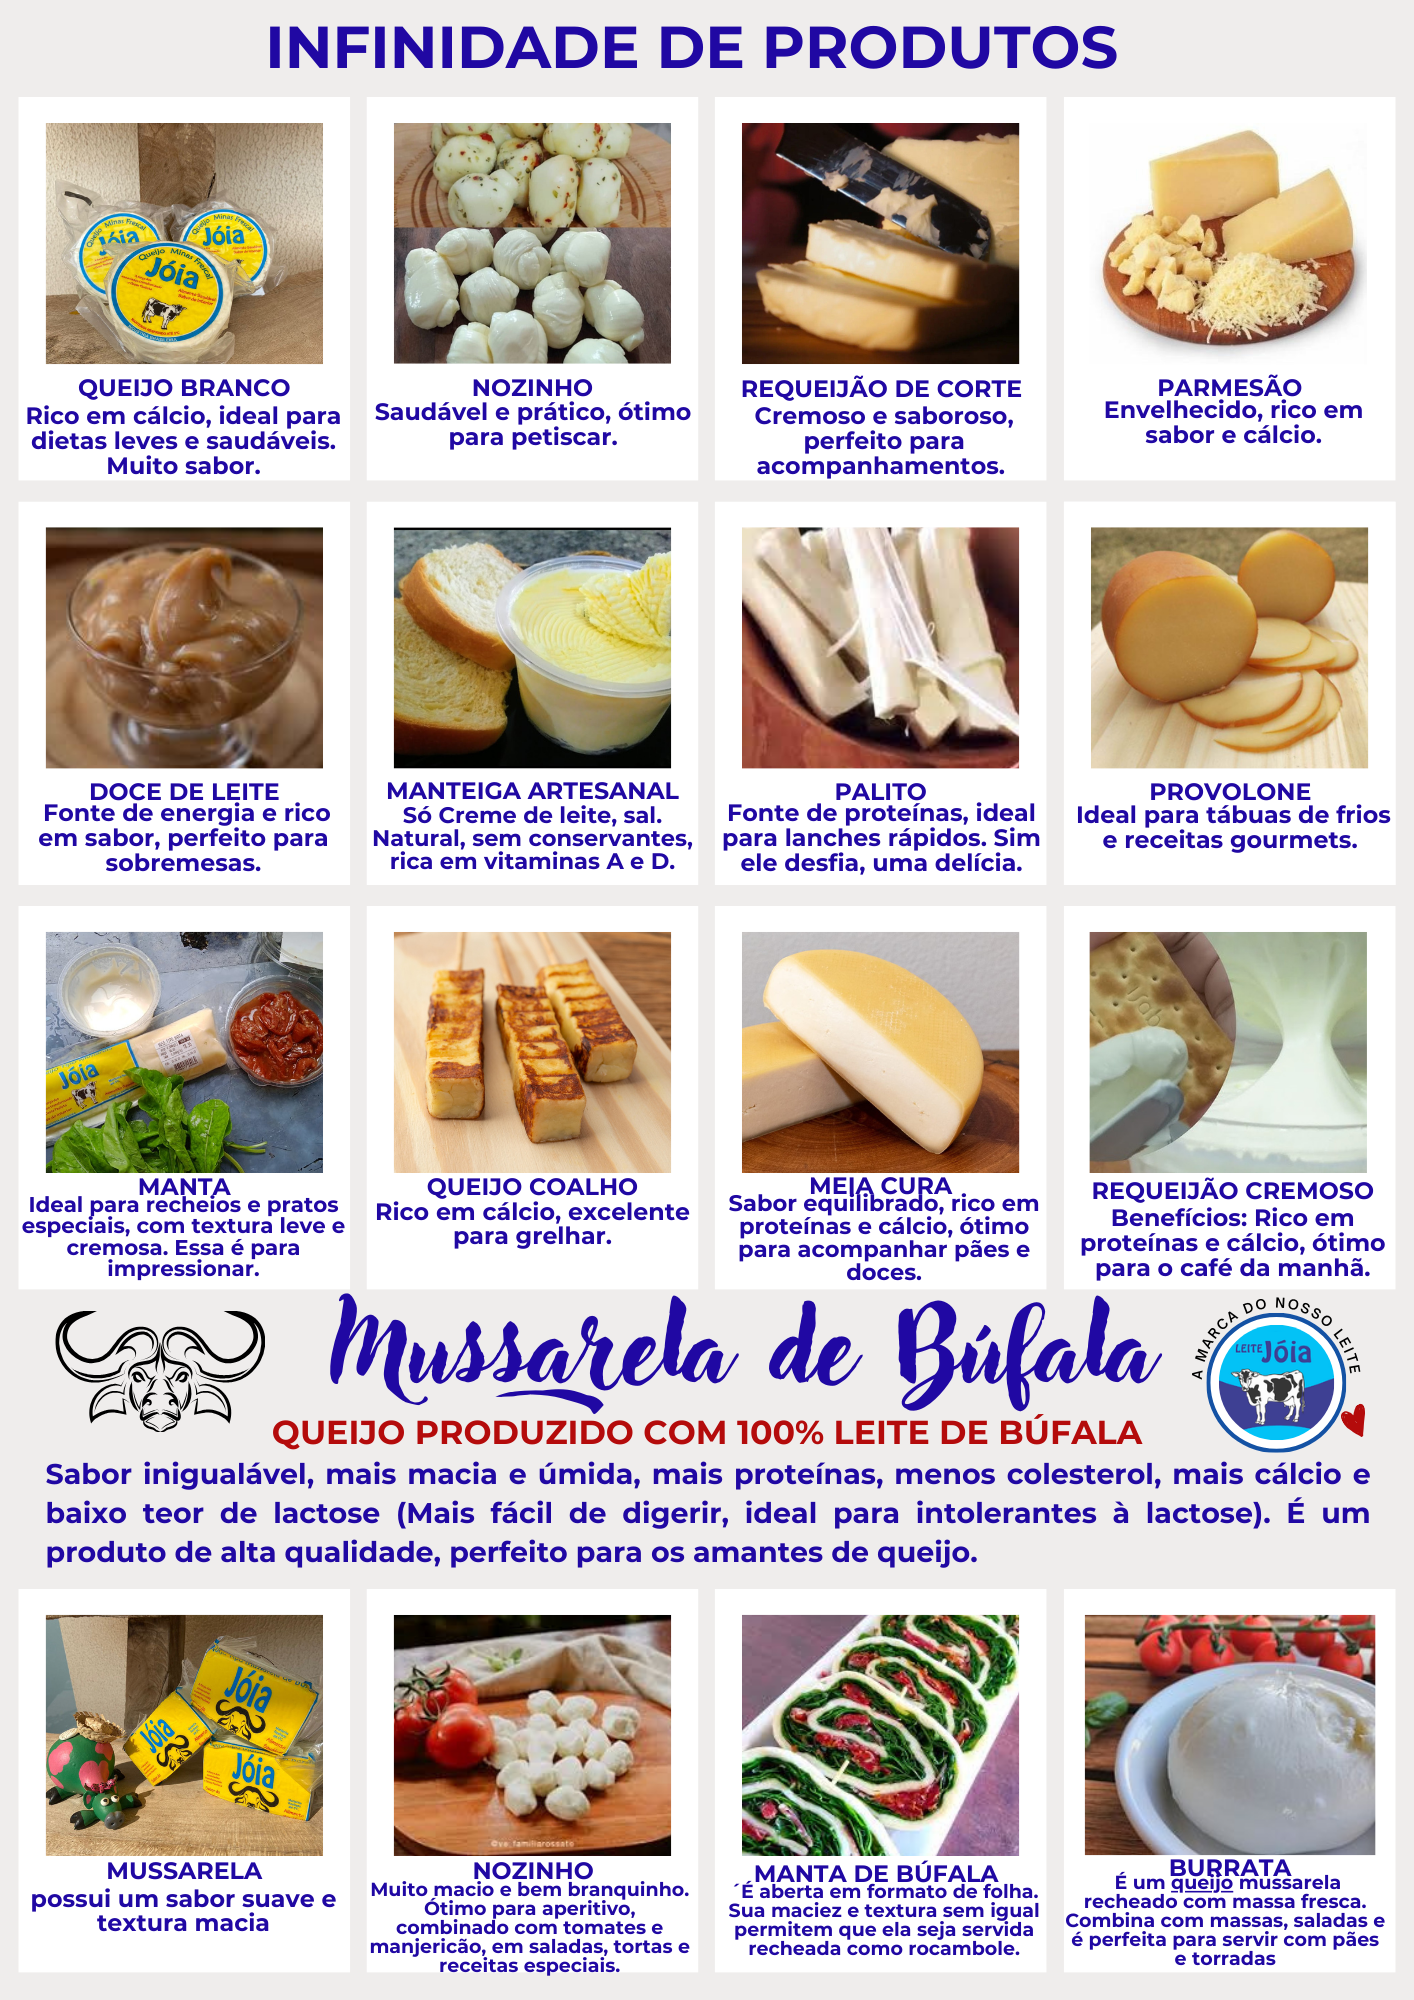 INFINIDADE DE PRODUTOS
Queijo Minas Frescal
Jóia
Queijo Minas Frescal
Jóia
Queijo Minas Frescal
Jóia
QUEIJO BRANCO
Rico em cálcio, ideal para
dietas leves e saudáveis.
Muito sabor.
NOZINHO
Saudável e prático, ótimo
para petiscar.
REQUEIJÃO DE CORTE
Cremoso e saboroso,
perfeito para
acompanhamentos.
PARMESÃO
Envelhecido, rico em
sabor e cálcio.
DOCE DE LEITE
Fonte de energia e rico
em sabor, perfeito para
sobremesas.
MANTEIGA ARTESANAL
Só Creme de leite, sal.
Natural, sem conservantes,
rica em vitaminas A e D.
PALITO
Fonte de proteínas, ideal
para lanches rápidos. Sim
ele desfia, uma delícia.
PROVOLONE
Ideal para tábuas de frios
e receitas gourmets.
Jóia
MANTA
Ideal para recheios e pratos
especiais, com textura leve e
cremosa. Essa é para
impressionar.
QUEIJO COALHO
Rico em cálcio, excelente
para grelhar.
MEIA CURA
Sabor equilibrado, rico em
proteínas e cálcio, ótimo
para acompanhar pães e
doces.
REQUEIJÃO CREMOSO
Benefícios: Rico em
proteínas e cálcio, ótimo
para o café da manhã.
Mussarela de Búfala
A MARCA DO NOSSO LEITE
LEITE Jóia
QUEIJO PRODUZIDO COM 100% LEITE DE BÚFALA
Sabor inigualável, mais macia e úmida, mais proteínas, menos colesterol, mais cálcio e
baixo teor de lactose (Mais fácil de digerir, ideal para intolerantes à lactose). É um
produto de alta qualidade, perfeito para os amantes de queijo.
Jóia
Jóia
Jóia
MUSSARELA
possui um sabor suave e
textura macia
@va_familiarossato
NOZINHO
Muito macio e bem branquinho.
Ótimo para aperitivo,
combinado com tomates e
manjericão, em saladas, tortas e
receitas especiais.
MANTA DE BÚFALA
´É aberta em formato de folha.
Sua maciez e textura sem igual
permitem que ela seja servida
recheada como rocambole.
BURRATA
É um queijo mussarela
recheado com massa fresca.
Combina com massas, saladas e
é perfeita para servir com pães
e torradas